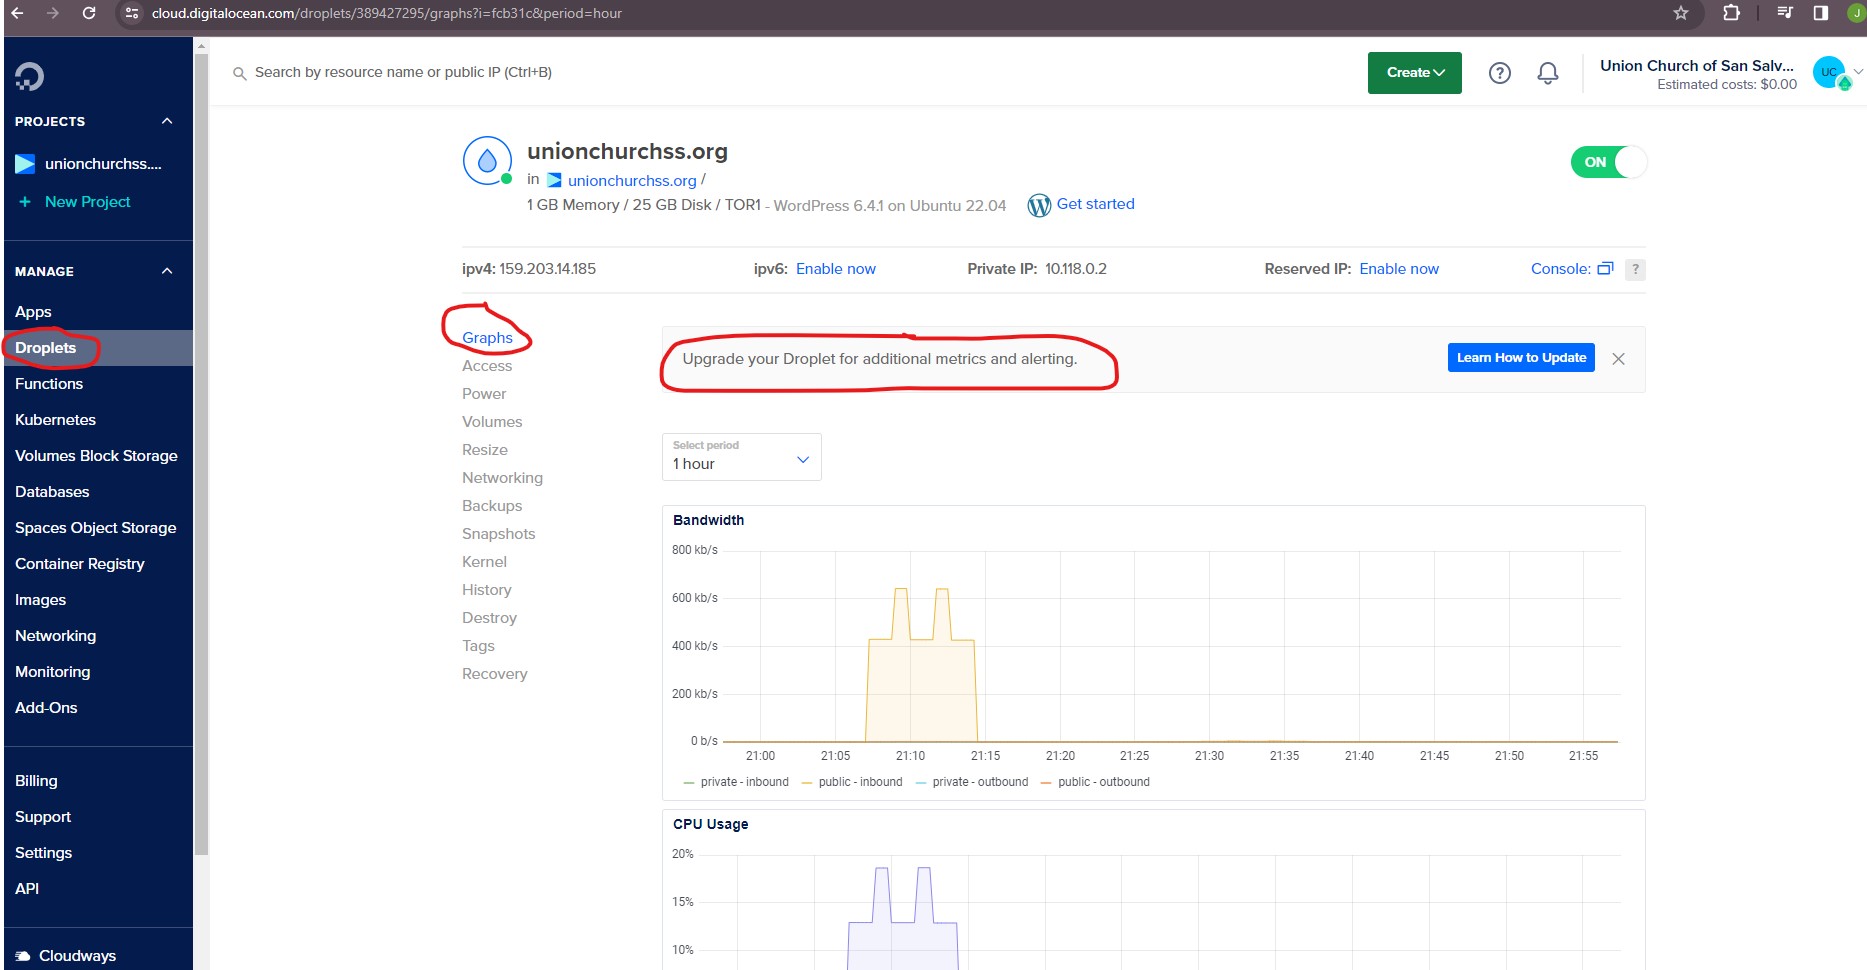 cloud.digitalocean.com/droplets/389427295/graphs?i=fcb31c&period=hour
J
Search by resource name or public IP (Ctrl+B)
Create
?
Union Church of San Salv...
Estimated costs: $0.00
UC
PROJECTS
unionchurchss....
+ New Project
MANAGE
Apps
Droplets
Functions
Kubernetes
Volumes Block Storage
Databases
Spaces Object Storage
Container Registry
Images
Networking
Monitoring
Add-Ons
Billing
Support
Settings
API
Cloudways
unionchurchss.org
in unionchurchss.org /
1 GB Memory / 25 GB Disk / TOR1 - WordPress 6.4.1 on Ubuntu 22.04
W Get started
ON
ipv4: 159.203.14.185
ipv6: Enable now
Private IP: 10.118.0.2
Reserved IP: Enable now
Console: ?
Graphs
Access
Power
Volumes
Resize
Networking
Backups
Snapshots
Kernel
History
Destroy
Tags
Recovery
Upgrade your Droplet for additional metrics and alerting.
Learn How to Update
Select period
1 hour
Bandwidth
800 kb/s
600 kb/s
400 kb/s
200 kb/s
0 b/s
21:00 21:05 21:10 21:15 21:20 21:25 21:30 21:35 21:40 21:45 21:50 21:55
private - inbound public - inbound private - outbound public - outbound
CPU Usage
20%
15%
10%